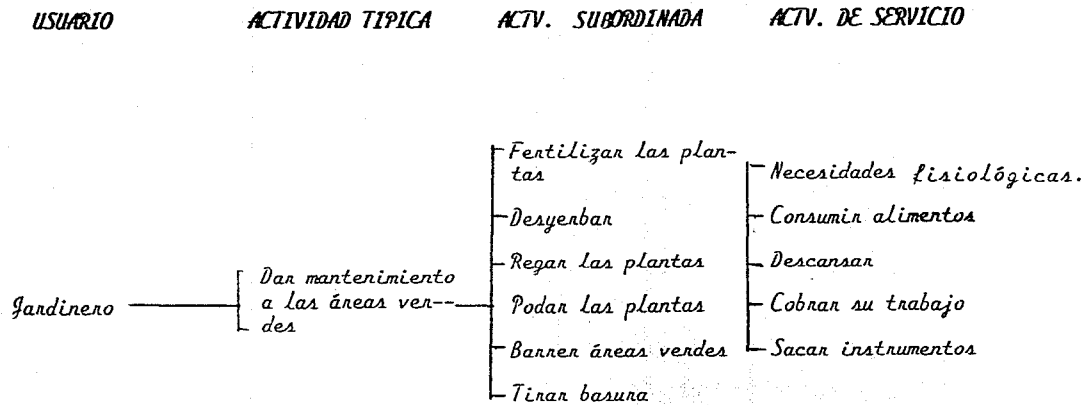 USUARIO ACTIVIDAD TIPICA ACTV. SUBORDINADA ACTV. DE SERVICIO
Fertilizar las plan-
tas
Desyerbar
Regar las plantas
Podar las plantas
Barrer áreas verdes
Tirar basura
Necesidades fisiológicas.
Consumir alimentos
Descansar
Cobrar su trabajo
Sacar instrumentos
Dar mantenimiento
a las áreas ver--
des
Jardinero